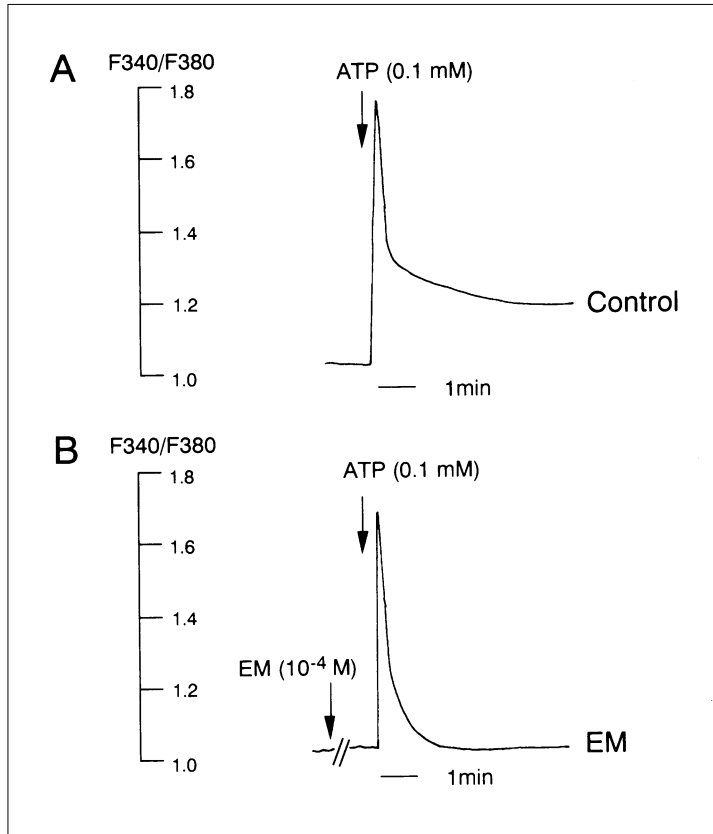 A
F340/F380
ATP (0.1 mM)
1.8
1.6
1.4
1.2
1.0
Control
1min
B
F340/F380
ATP (0.1 mM)
1.8
1.6
1.4
EM (10⁻⁴ M)
1.2
1.0
EM
1min